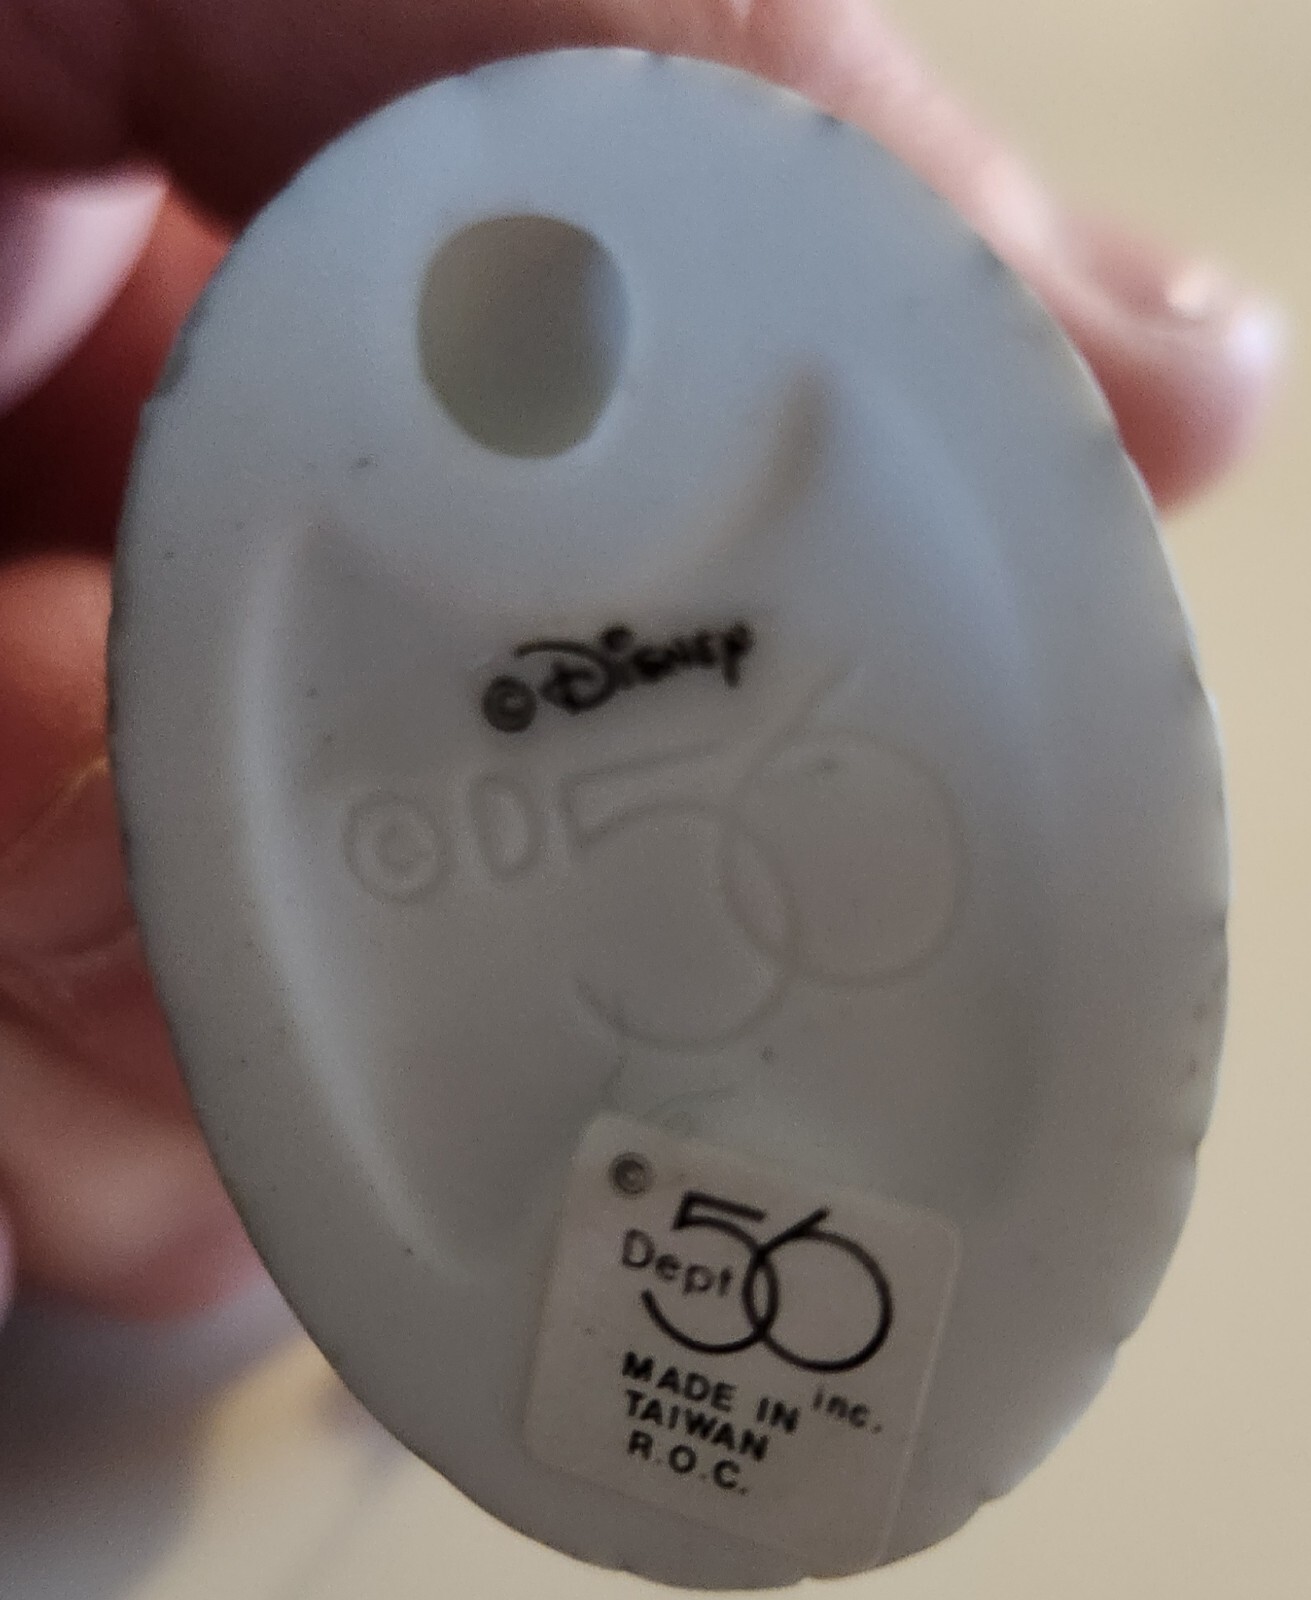 © Disney
© D56
© 56
Dept
inc.
MADE IN
TAIWAN
R.O.C.